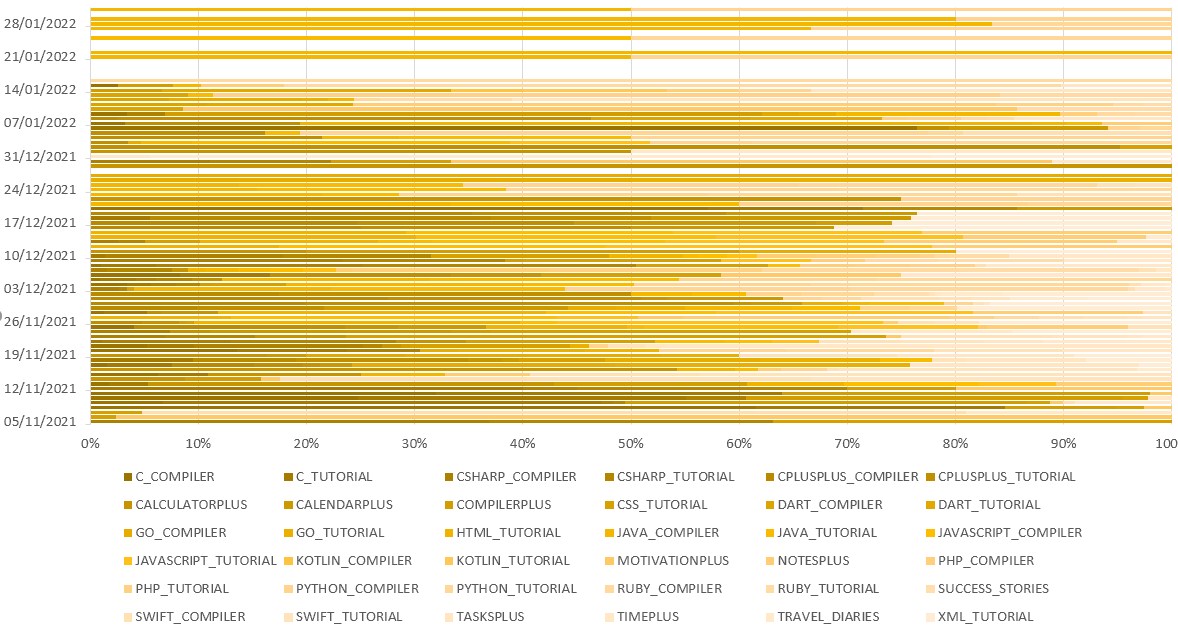 28/01/2022
21/01/2022
14/01/2022
07/01/2022
31/12/2021
24/12/2021
17/12/2021
10/12/2021
03/12/2021
26/11/2021
19/11/2021
12/11/2021
05/11/2021
0% 10% 20% 30% 40% 50% 60% 70% 80% 90% 100
C_COMPILER C_TUTORIAL CSHARP_COMPILER CSHARP_TUTORIAL CPLUSPLUS_COMPILER CPLUSPLUS_TUTORIAL
CALCULATORPLUS CALENDARPLUS COMPILERPLUS CSS_TUTORIAL DART_COMPILER DART_TUTORIAL
GO_COMPILER GO_TUTORIAL HTML_TUTORIAL JAVA_COMPILER JAVA_TUTORIAL JAVASCRIPT_COMPILER
JAVASCRIPT_TUTORIAL KOTLIN_COMPILER KOTLIN_TUTORIAL MOTIVATIONPLUS NOTESPLUS PHP_COMPILER
PHP_TUTORIAL PYTHON_COMPILER PYTHON_TUTORIAL RUBY_COMPILER RUBY_TUTORIAL SUCCESS_STORIES
SWIFT_COMPILER SWIFT_TUTORIAL TASKSPLUS TIMEPLUS TRAVEL_DIARIES XML_TUTORIAL